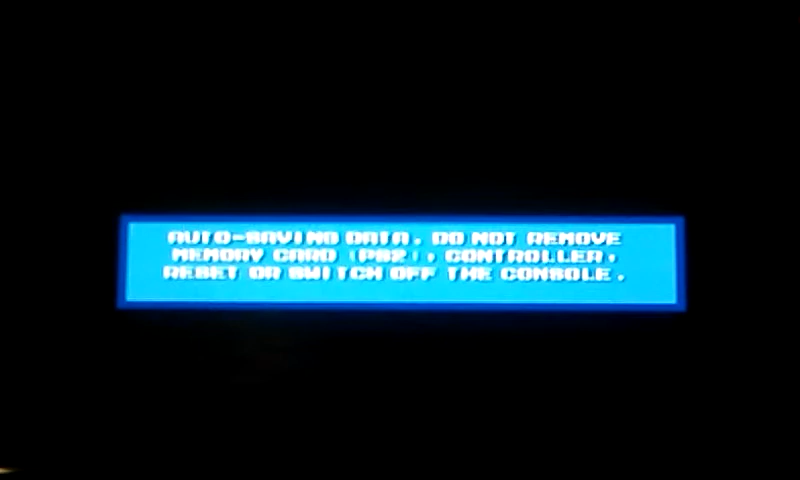 AUTO-SAVING DATA. DO NOT REMOVE
MEMORY CARD (PS2), CONTROLLER,
RESET OR SWITCH OFF THE CONSOLE.